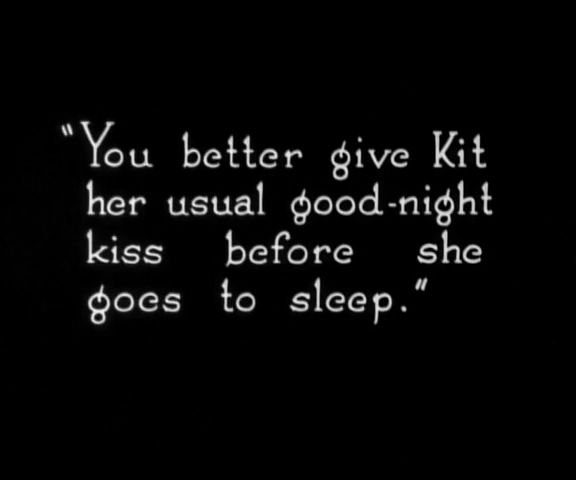 "You better give Kit
her usual good-night
kiss before she
goes to sleep."